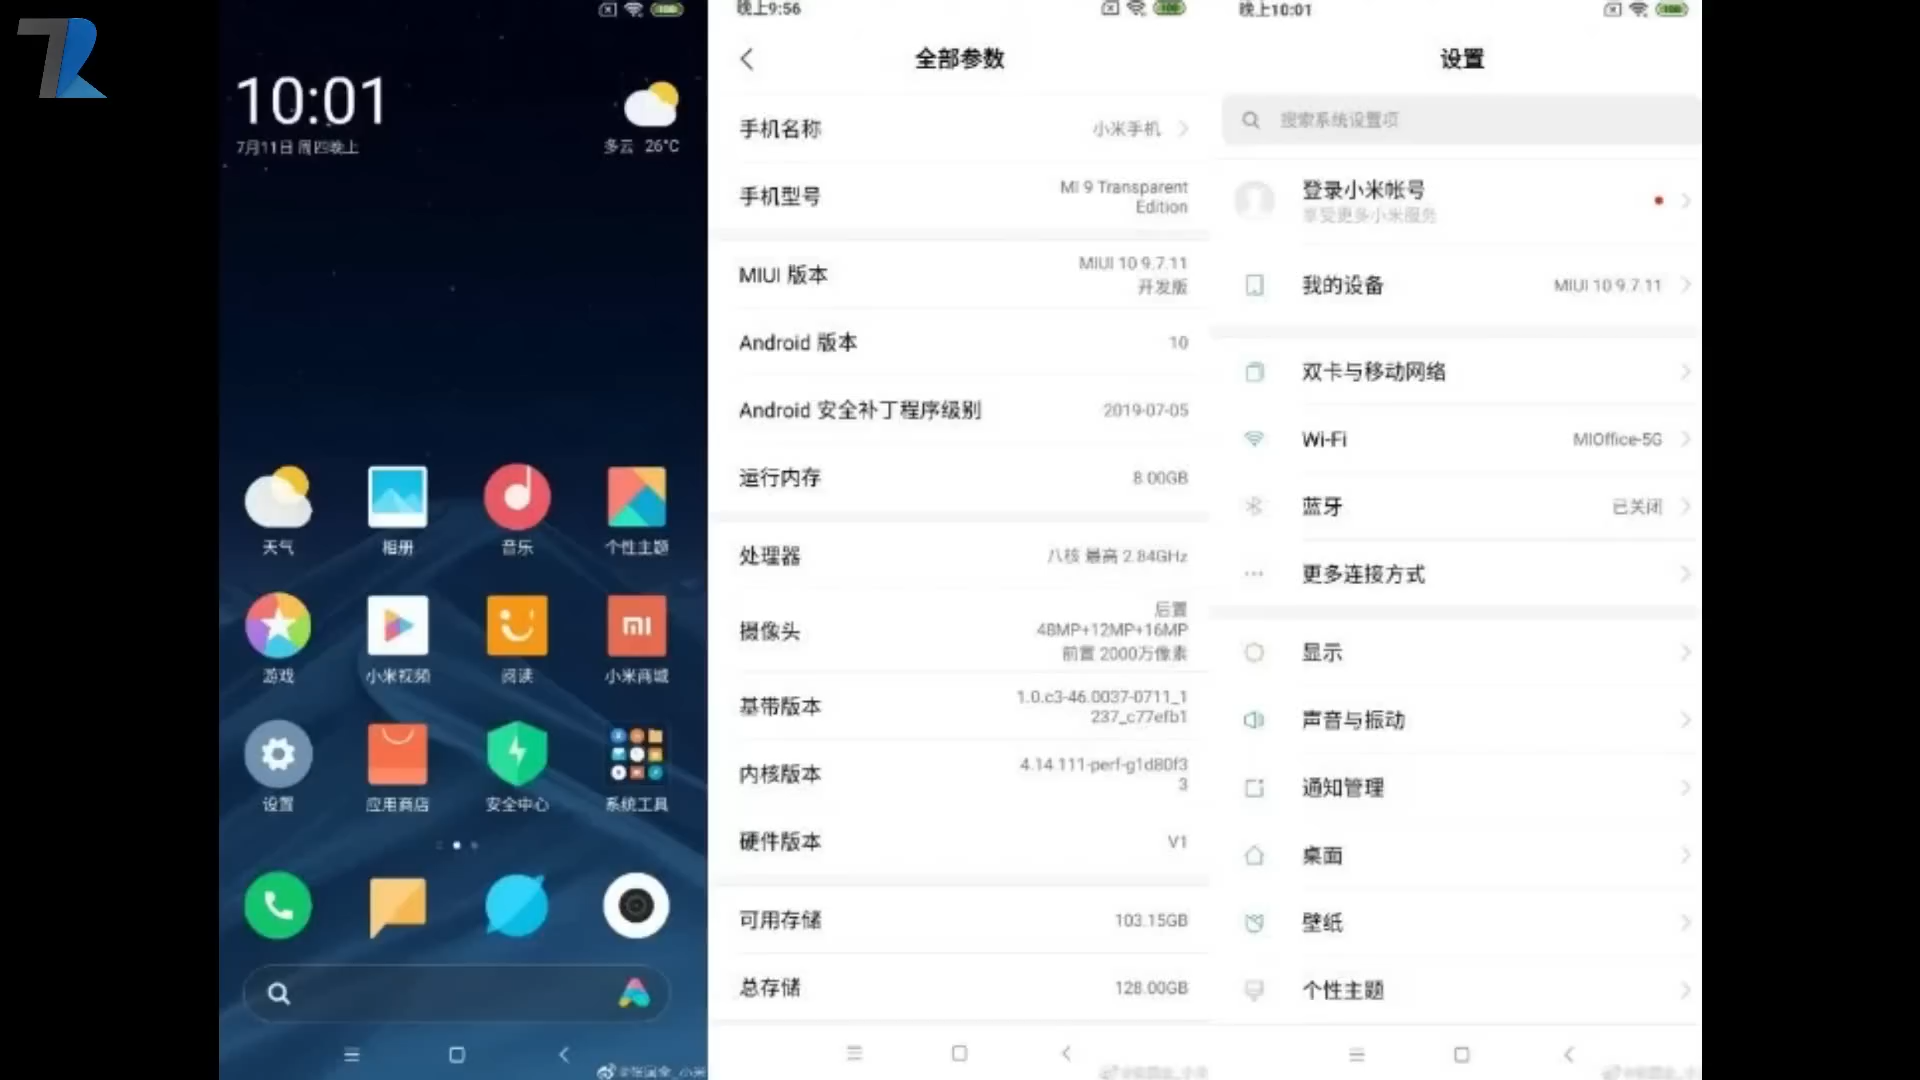 10:01
7月11日 周四晚上
多云 26°C
天气
相册
音乐
个性主题
游戏
小米视频
阅读
小米商城
设置
应用商店
安全中心
系统工具
晚上9:56
全部参数
手机名称
小米手机
手机型号
MI 9 Transparent
Edition
MIUI 版本
MIUI 10 9.7.11
开发版
Android 版本
10
Android 安全补丁程序级别
2019-07-05
运行内存
8.00GB
处理器
八核 最高 2.84GHz
摄像头
后置
48MP+12MP+16MP
前置 2000万像素
基带版本
1.0.c3-46.0037-0711_1
237_c77efb1
内核版本
4.14.111-perf-g1d80f3
3
硬件版本
V1
可用存储
103.15GB
总存储
128.00GB
晚上10:01
设置
搜索系统设置项
登录小米帐号
享受更多小米服务
我的设备
MIUI 10 9.7.11
双卡与移动网络
Wi-Fi
MIOffice-5G
蓝牙
已关闭
更多连接方式
显示
声音与振动
通知管理
桌面
壁纸
个性主题